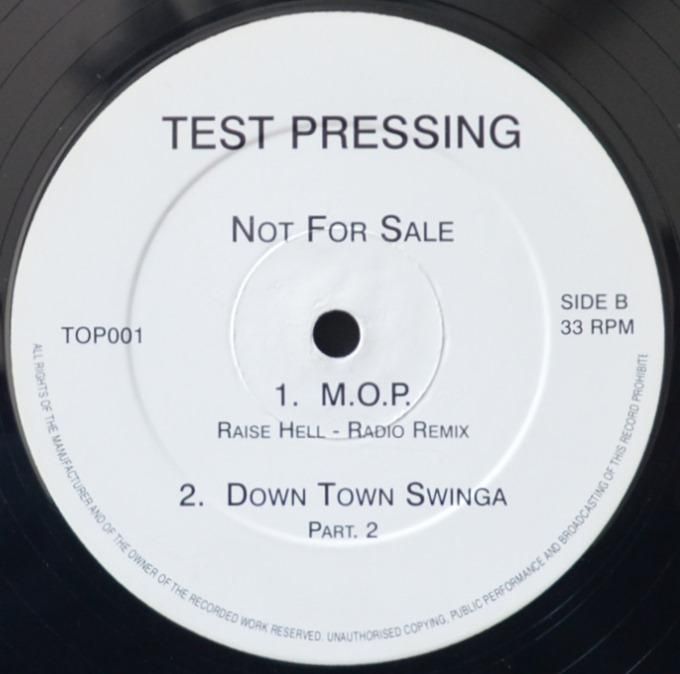 TEST PRESSING
NOT FOR SALE
TOP001
SIDE B
33 RPM
1. M.O.P.
RAISE HELL - RADIO REMIX
2. DOWN TOWN SWINGA
PART. 2
ALL RIGHTS OF THE MANUFACTURER AND OF THE OWNER OF THE RECORDED WORK RESERVED. UNAUTHORISED COPYING, PUBLIC PERFORMANCE AND BROADCASTING OF THIS RECORD PROHIBITE